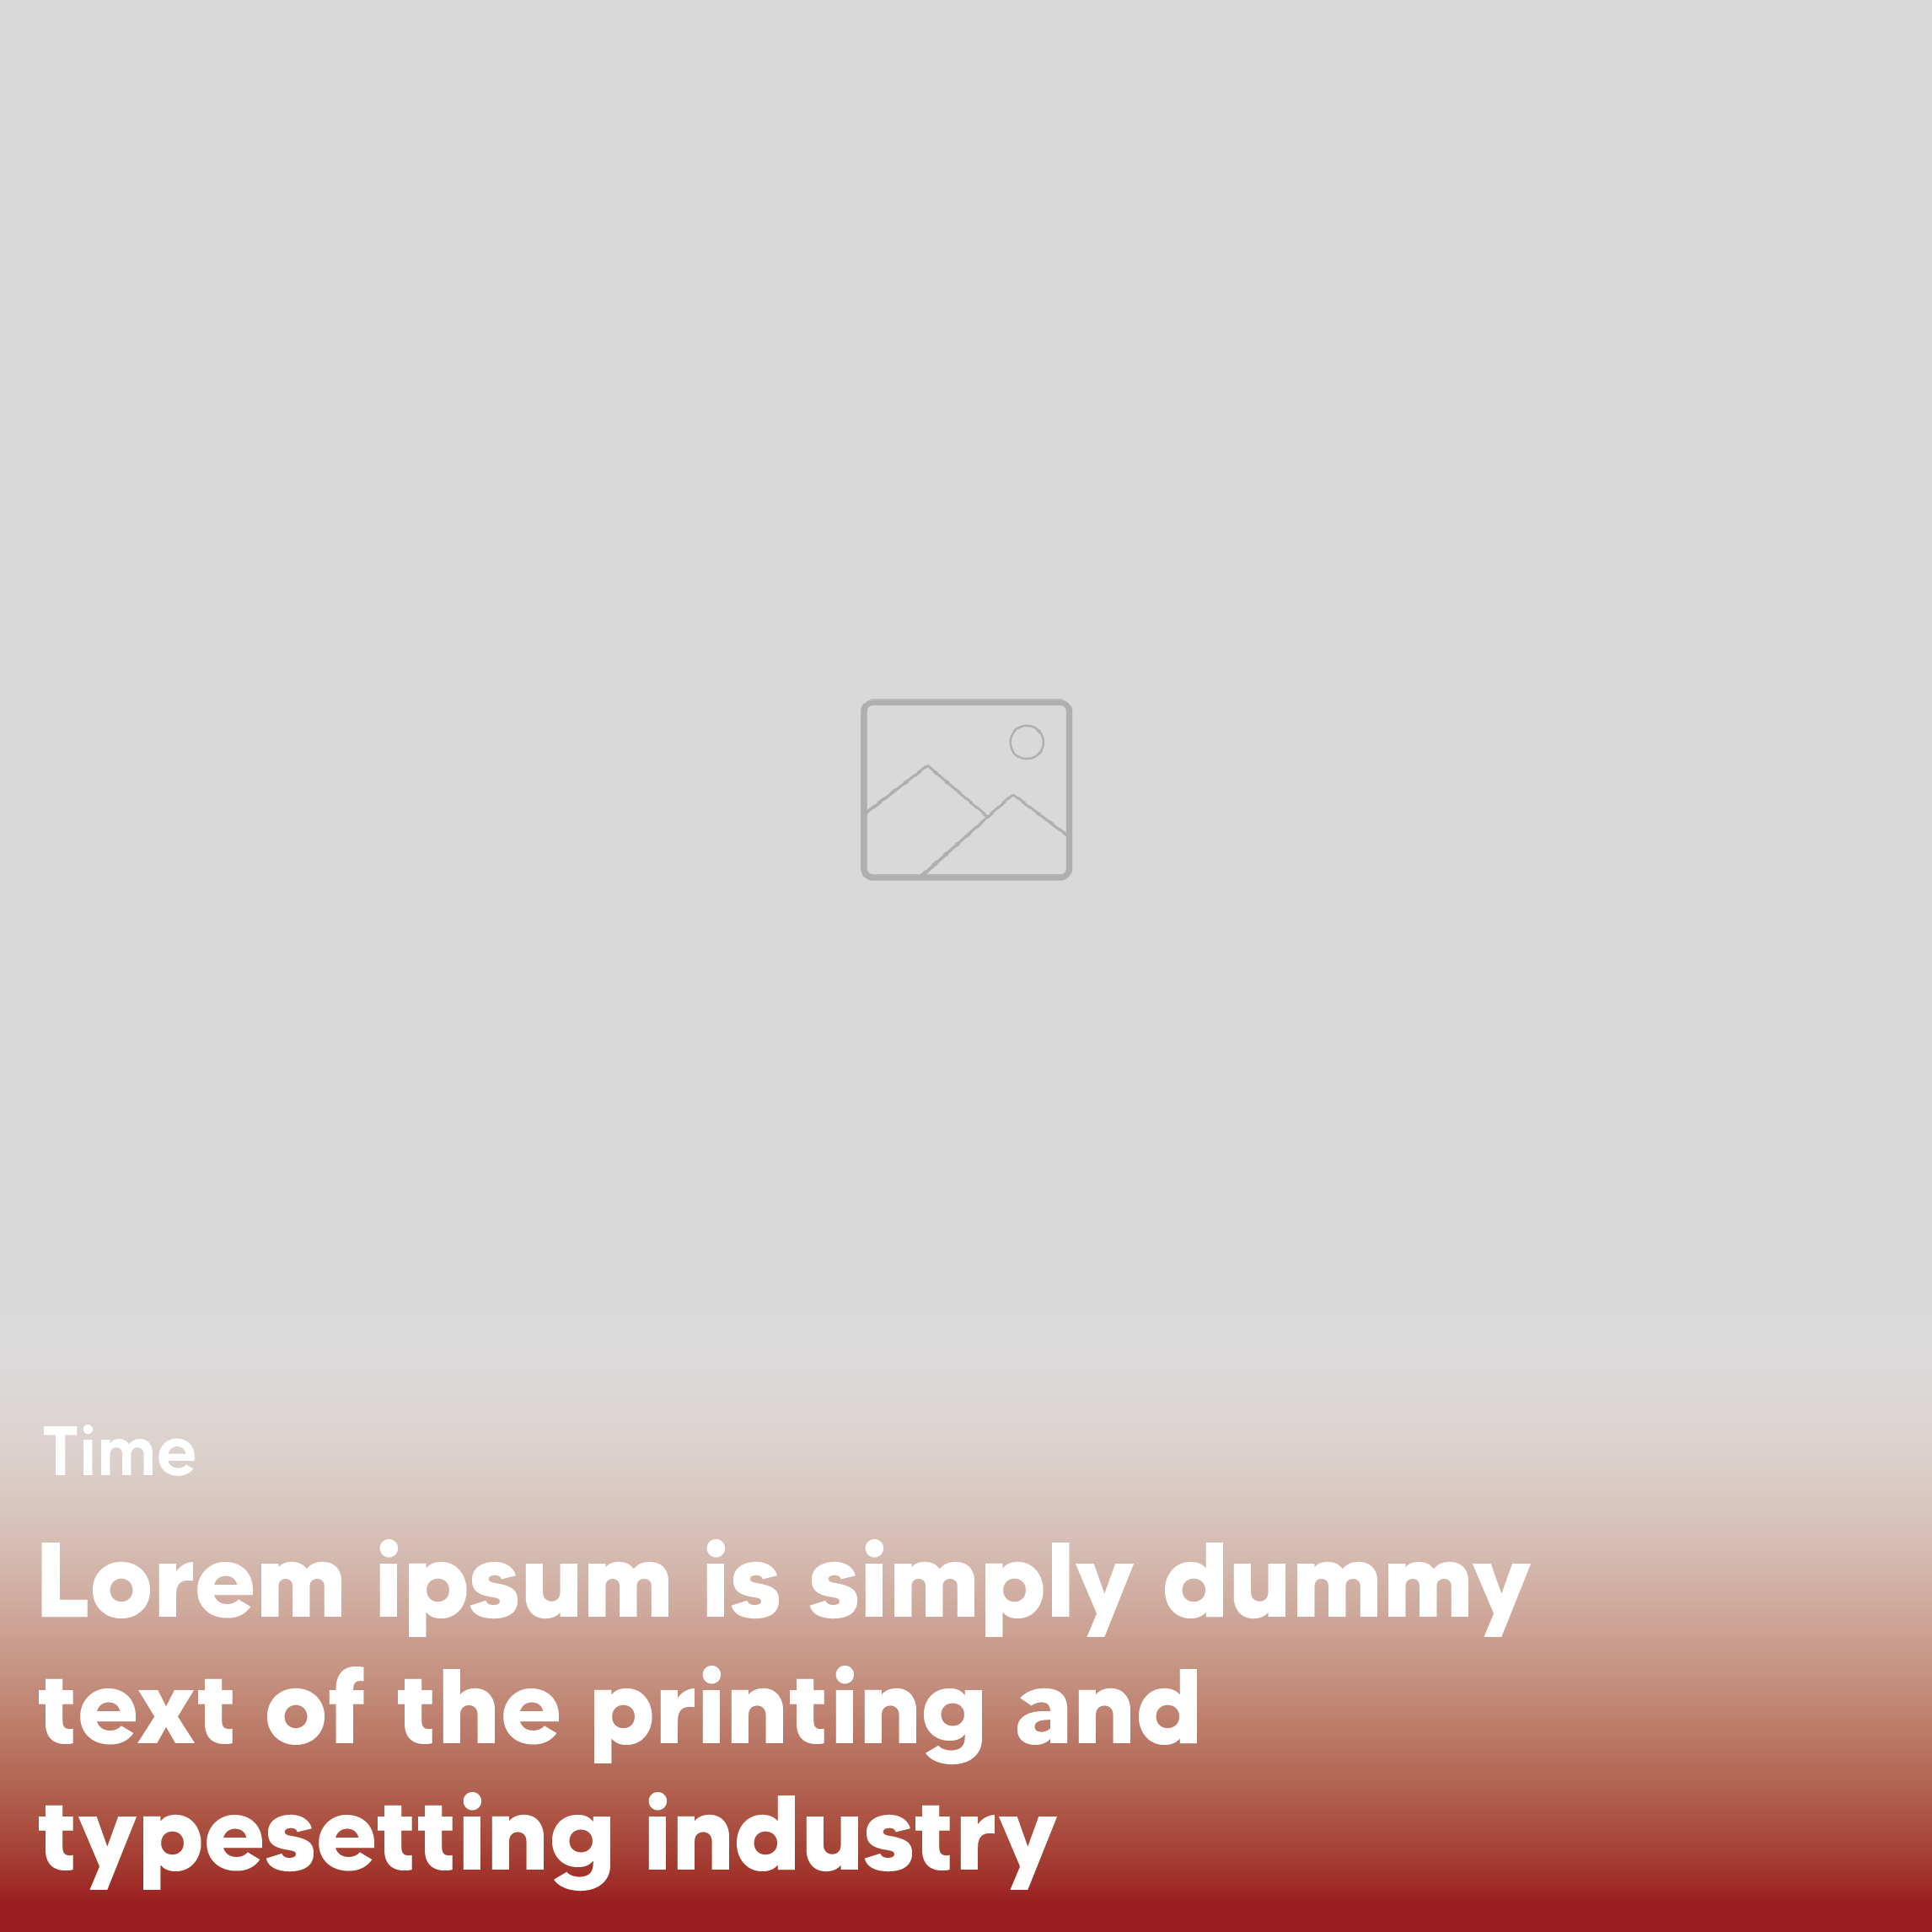 Time
Lorem ipsum is simply dummy
text of the printing and
typesetting industry